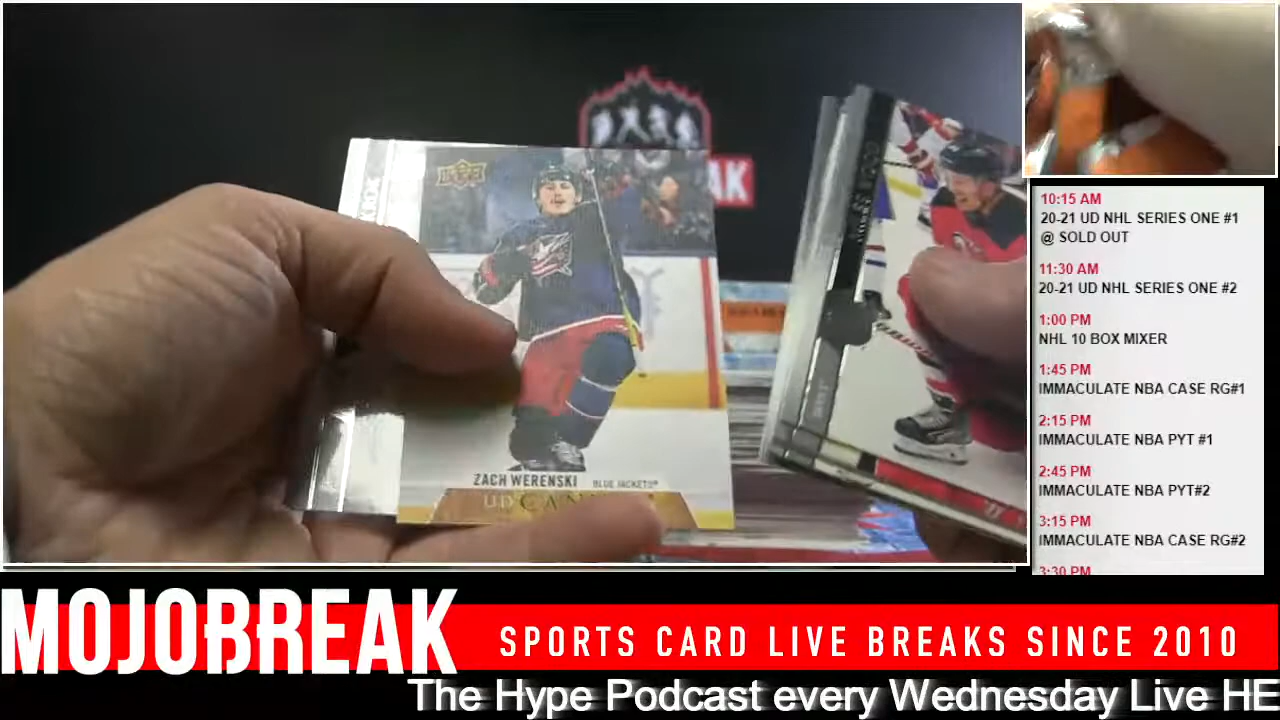 ZACH WERENSKI BLUE JACKETS
UD CAN
10:15 AM
20-21 UD NHL SERIES ONE #1
@ SOLD OUT
11:30 AM
20-21 UD NHL SERIES ONE #2
1:00 PM
NHL 10 BOX MIXER
1:45 PM
IMMACULATE NBA CASE RG#1
2:15 PM
IMMACULATE NBA PYT #1
2:45 PM
IMMACULATE NBA PYT#2
3:15 PM
IMMACULATE NBA CASE RG#2
3:30 PM
MOJOBREAK
SPORTS CARD LIVE BREAKS SINCE 2010
The Hype Podcast every Wednesday Live HE